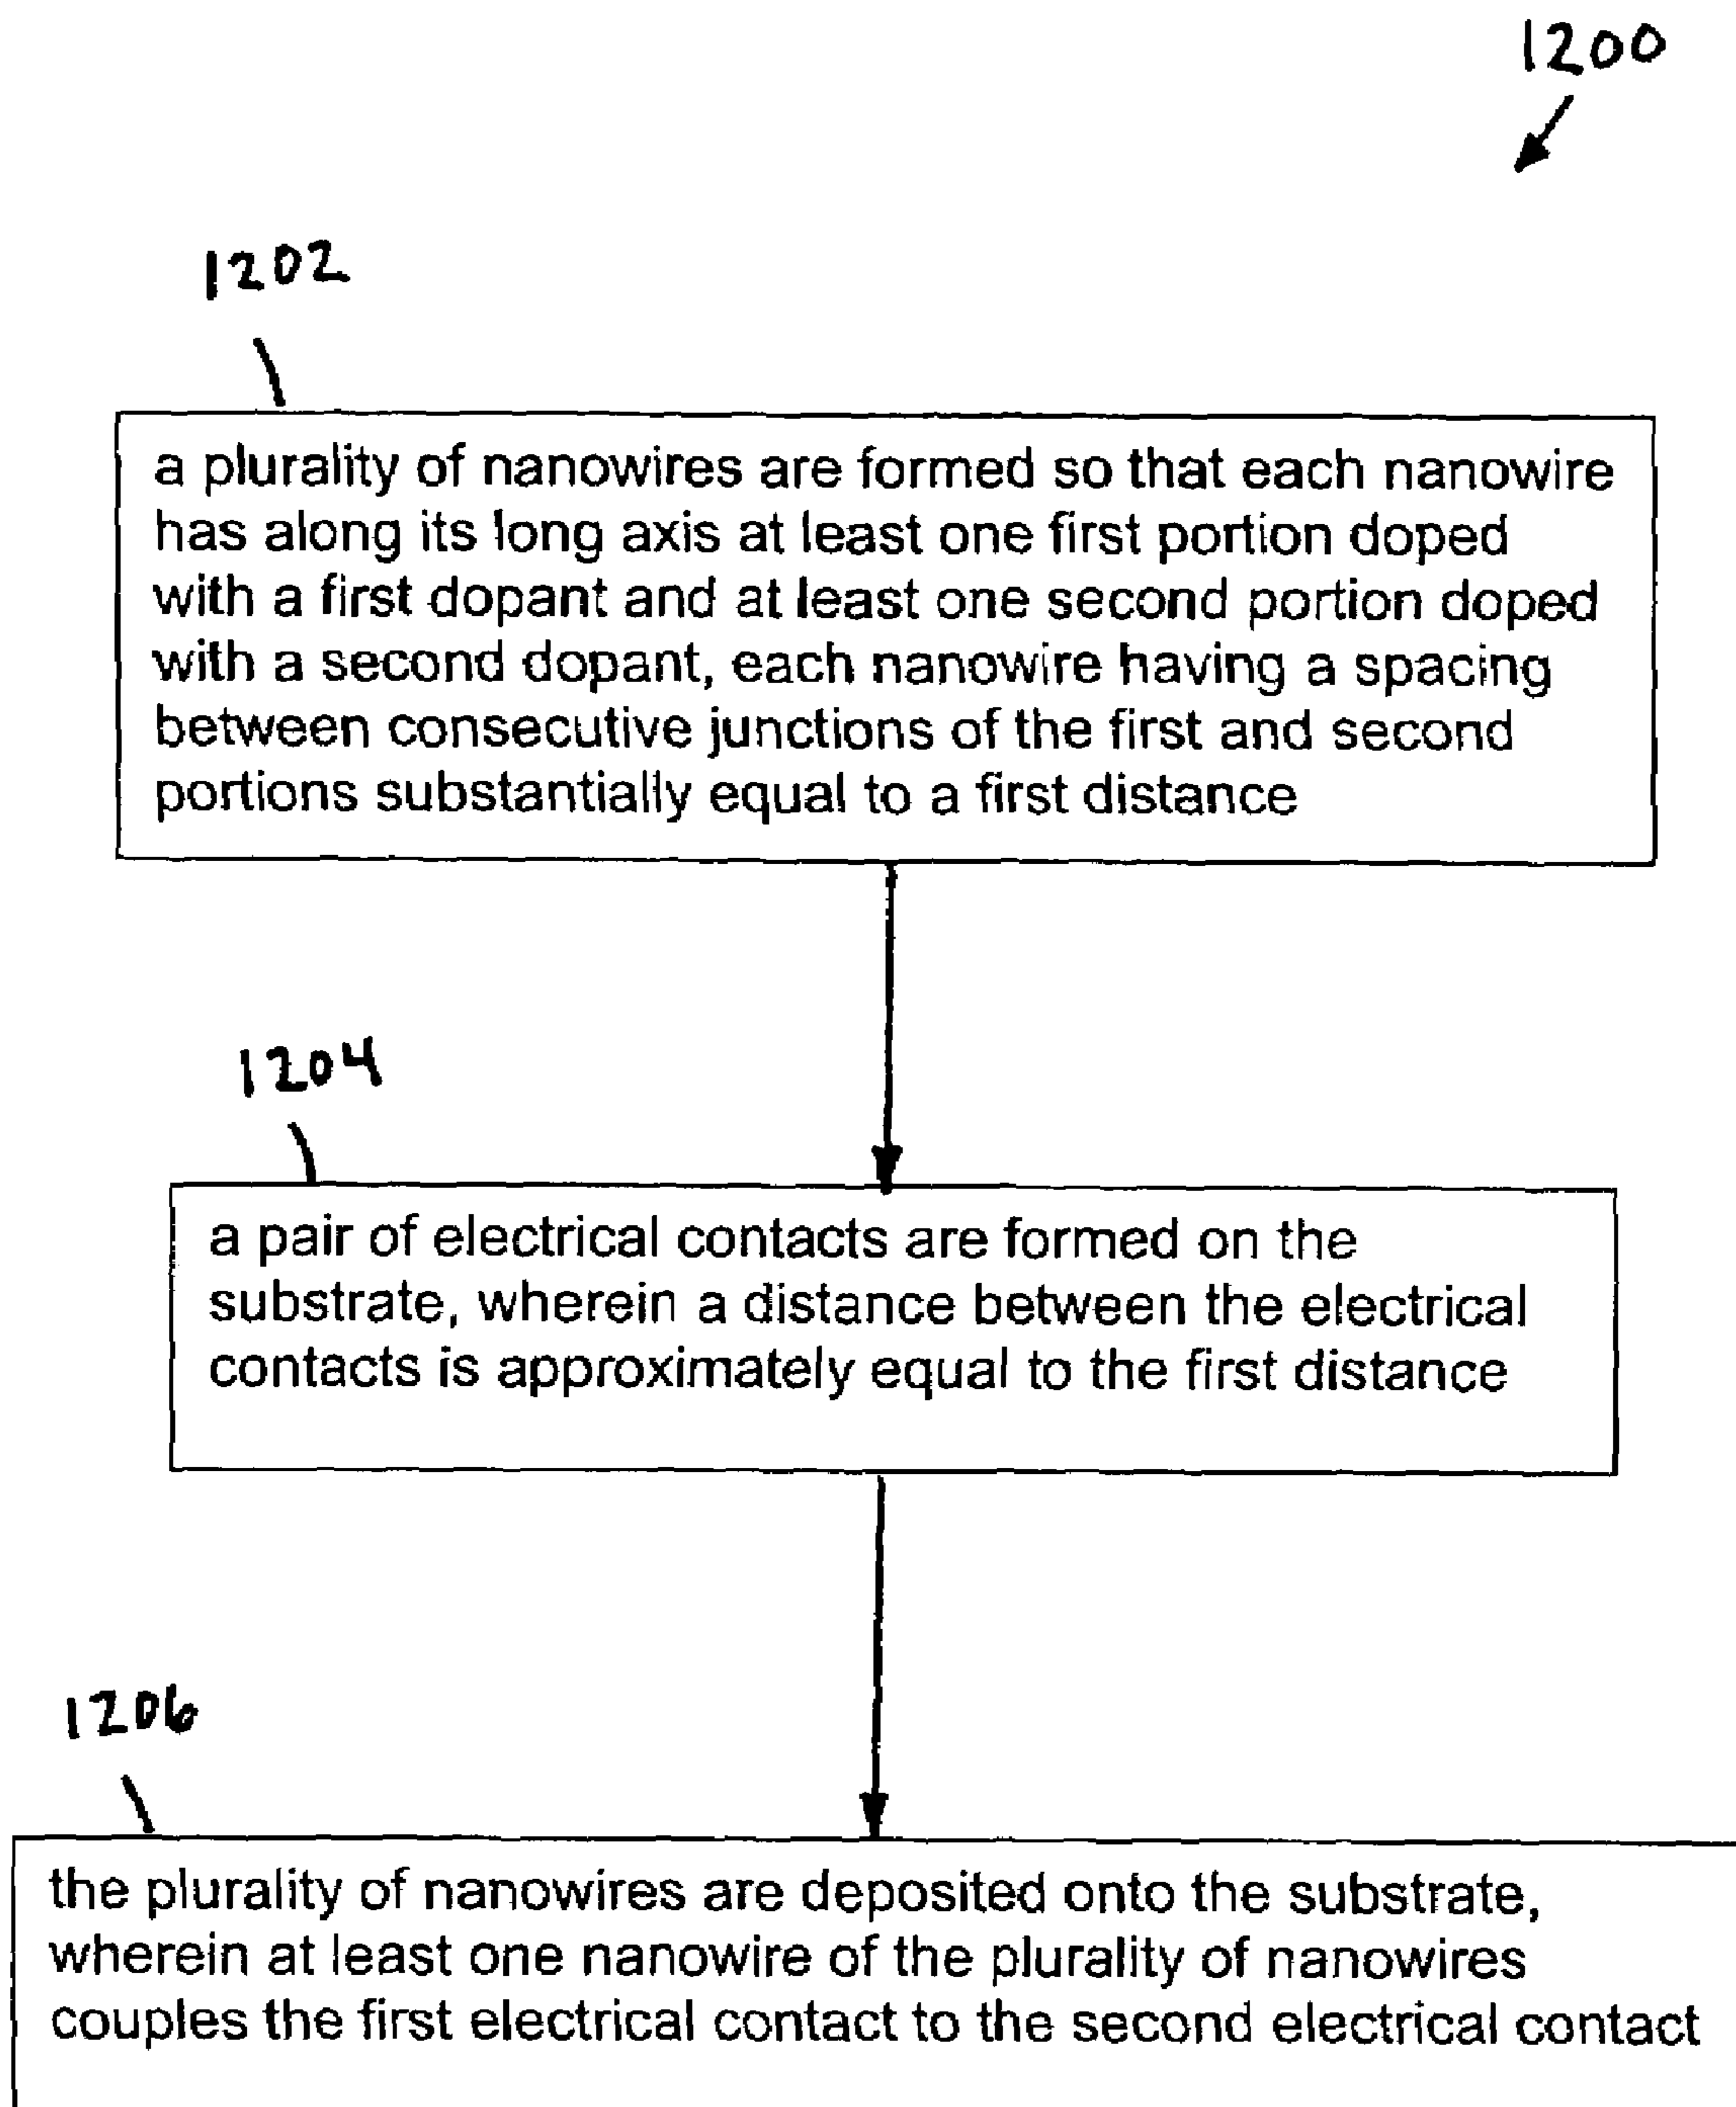 1200
1202
a plurality of nanowires are formed so that each nanowire
has along its long axis at least one first portion doped
with a first dopant and at least one second portion doped
with a second dopant, each nanowire having a spacing
between consecutive junctions of the first and second
portions substantially equal to a first distance
1204
a pair of electrical contacts are formed on the
substrate, wherein a distance between the electrical
contacts is approximately equal to the first distance
1206
the plurality of nanowires are deposited onto the substrate,
wherein at least one nanowire of the plurality of nanowires
couples the first electrical contact to the second electrical contact